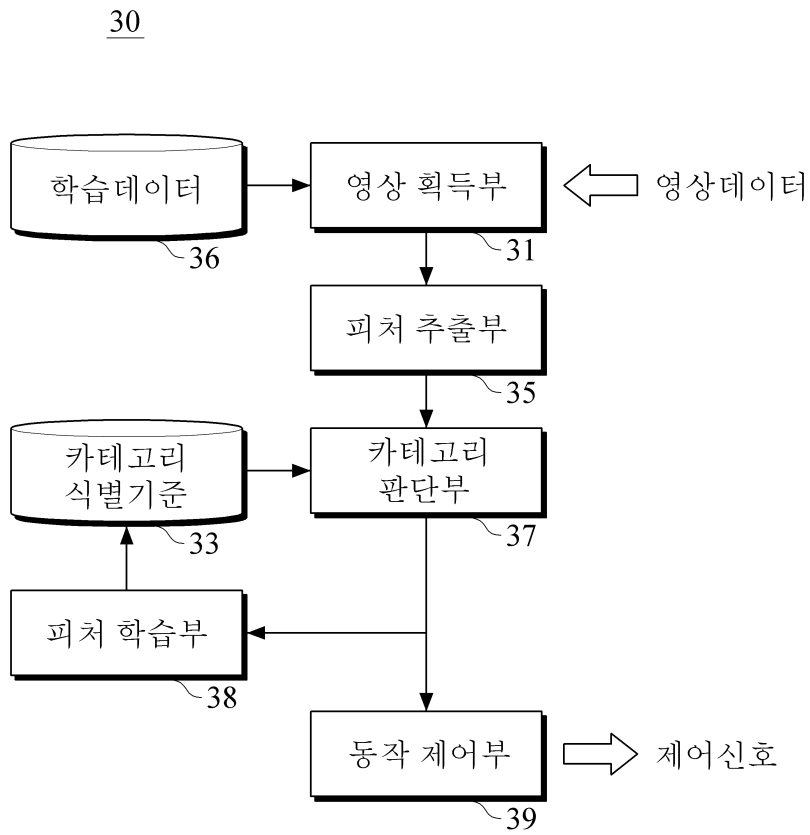 30
학습데이터
36
영상 획득부
31
영상데이터
피처 추출부
35
카테고리
식별기준
33
카테고리
판단부
37
피처 학습부
38
동작 제어부
39
제어신호